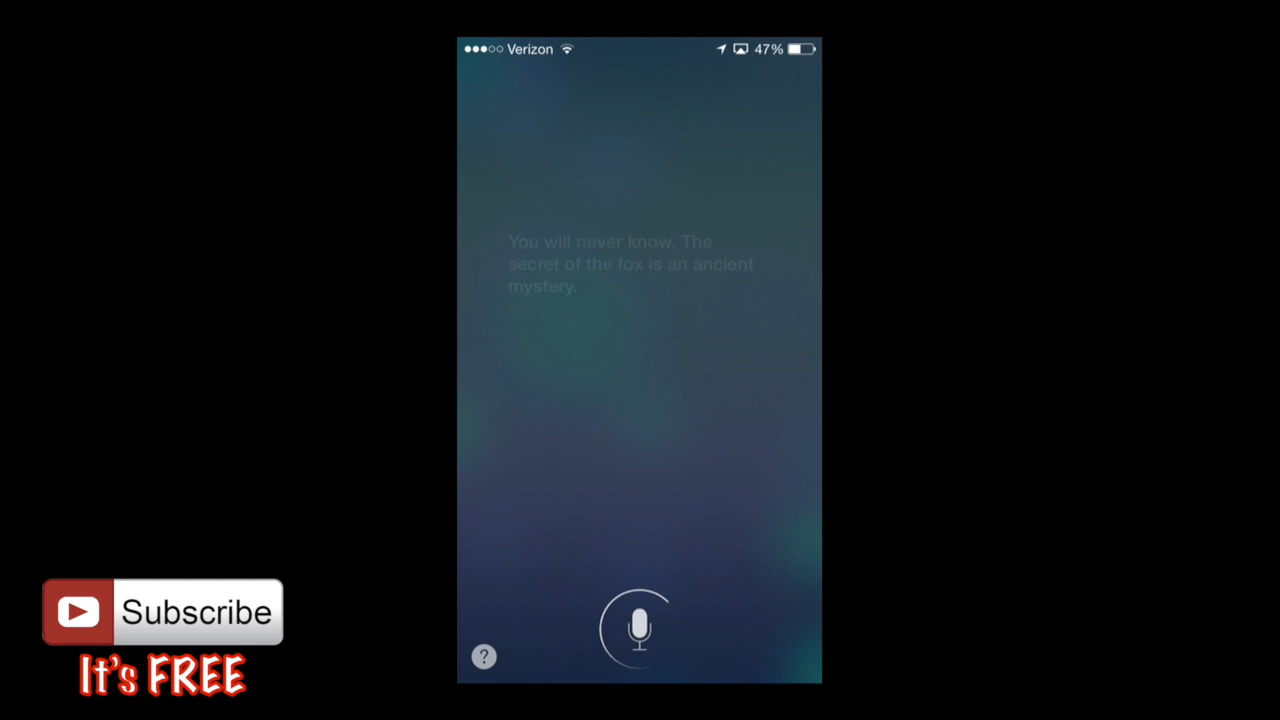 Verizon 47%
You will never know. The
secret of the fox is an ancient
mystery.
?
Subscribe
It's FREE